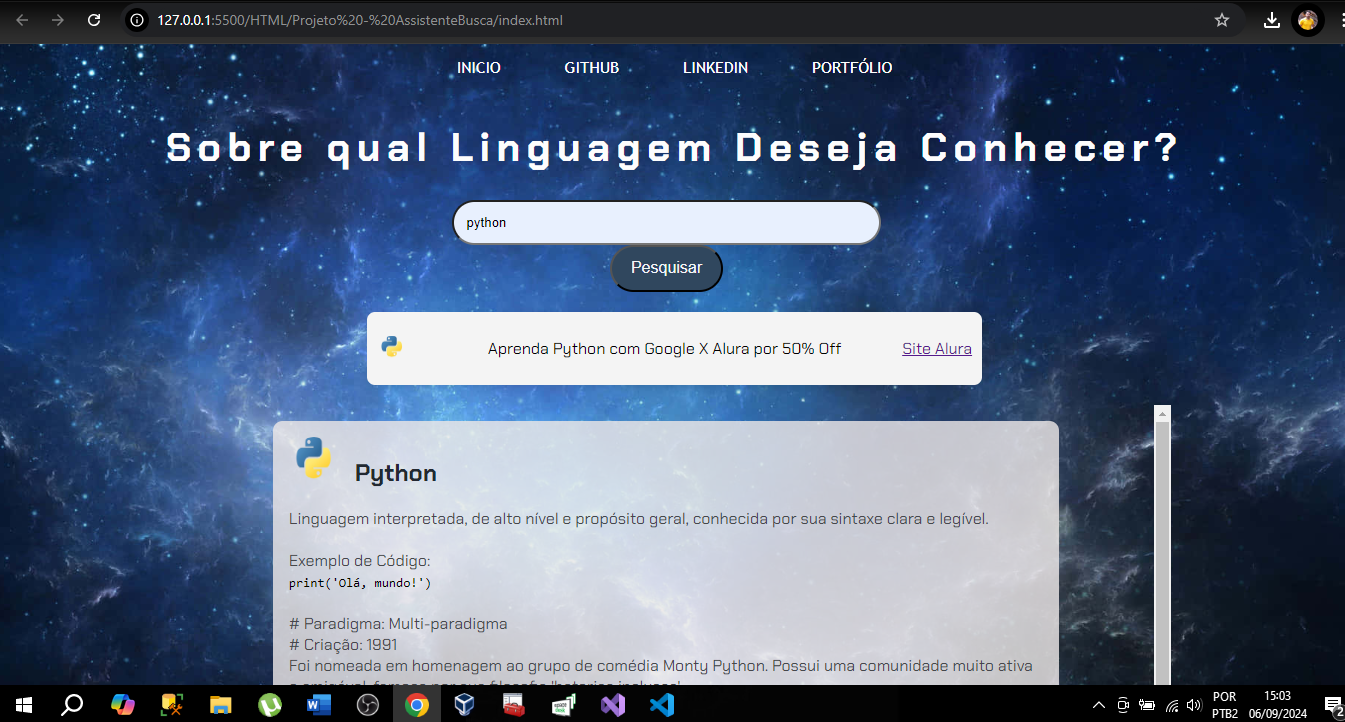 127.0.0.1:5500/HTML/Projeto%20-%20AssistenteBusca/index.html
INICIO GITHUB LINKEDIN PORTFÓLIO
Sobre qual Linguagem Deseja Conhecer?
python
Pesquisar
Aprenda Python com Google X Alura por 50% Off Site Alura
Python
Linguagem interpretada, de alto nível e propósito geral, conhecida por sua sintaxe clara e legível.
Exemplo de Código:
print('Olá, mundo!')
# Paradigma: Multi-paradigma
# Criação: 1991
Foi nomeada em homenagem ao grupo de comédia Monty Python. Possui uma comunidade muito ativa
POR 15:03
PTB2 06/09/2024 2